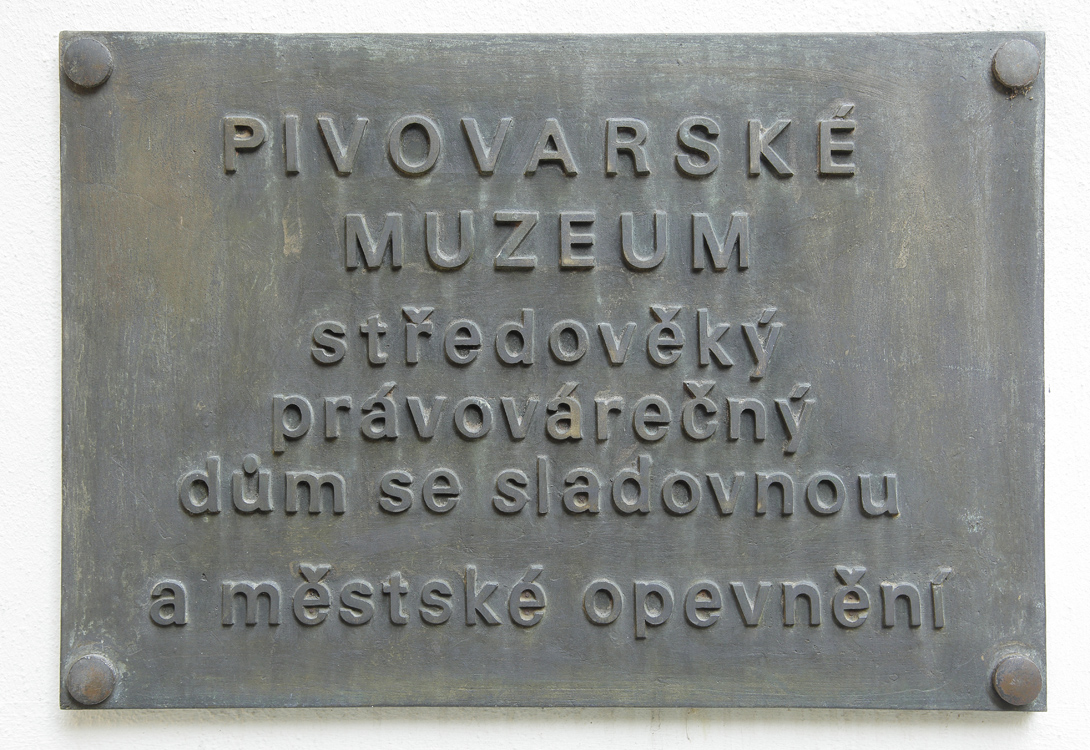 PIVOVARSKÉ
MUZEUM
středověký
právovárečný
dům se sladovnou
a městské opevnění